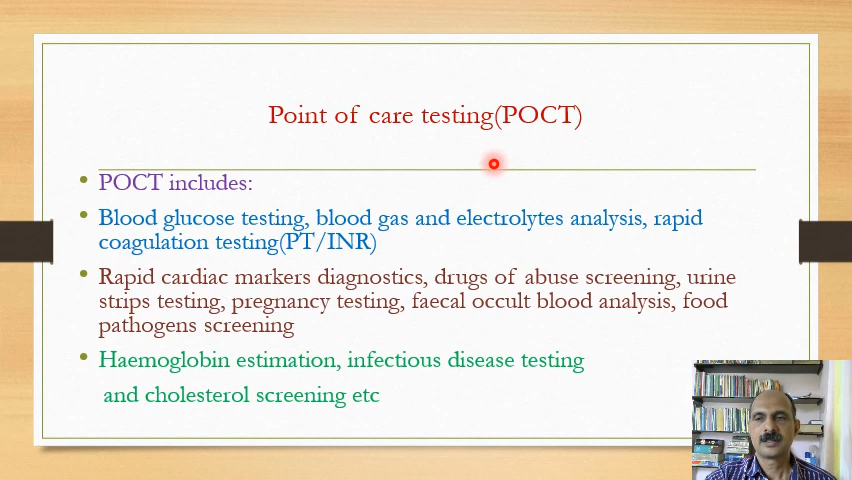 Point of care testing(POCT)
POCT includes:
Blood glucose testing, blood gas and electrolytes analysis, rapid
coagulation testing(PT/INR)
Rapid cardiac markers diagnostics, drugs of abuse screening, urine
strips testing, pregnancy testing, faecal occult blood analysis, food
pathogens screening
Haemoglobin estimation, infectious disease testing
and cholesterol screening etc